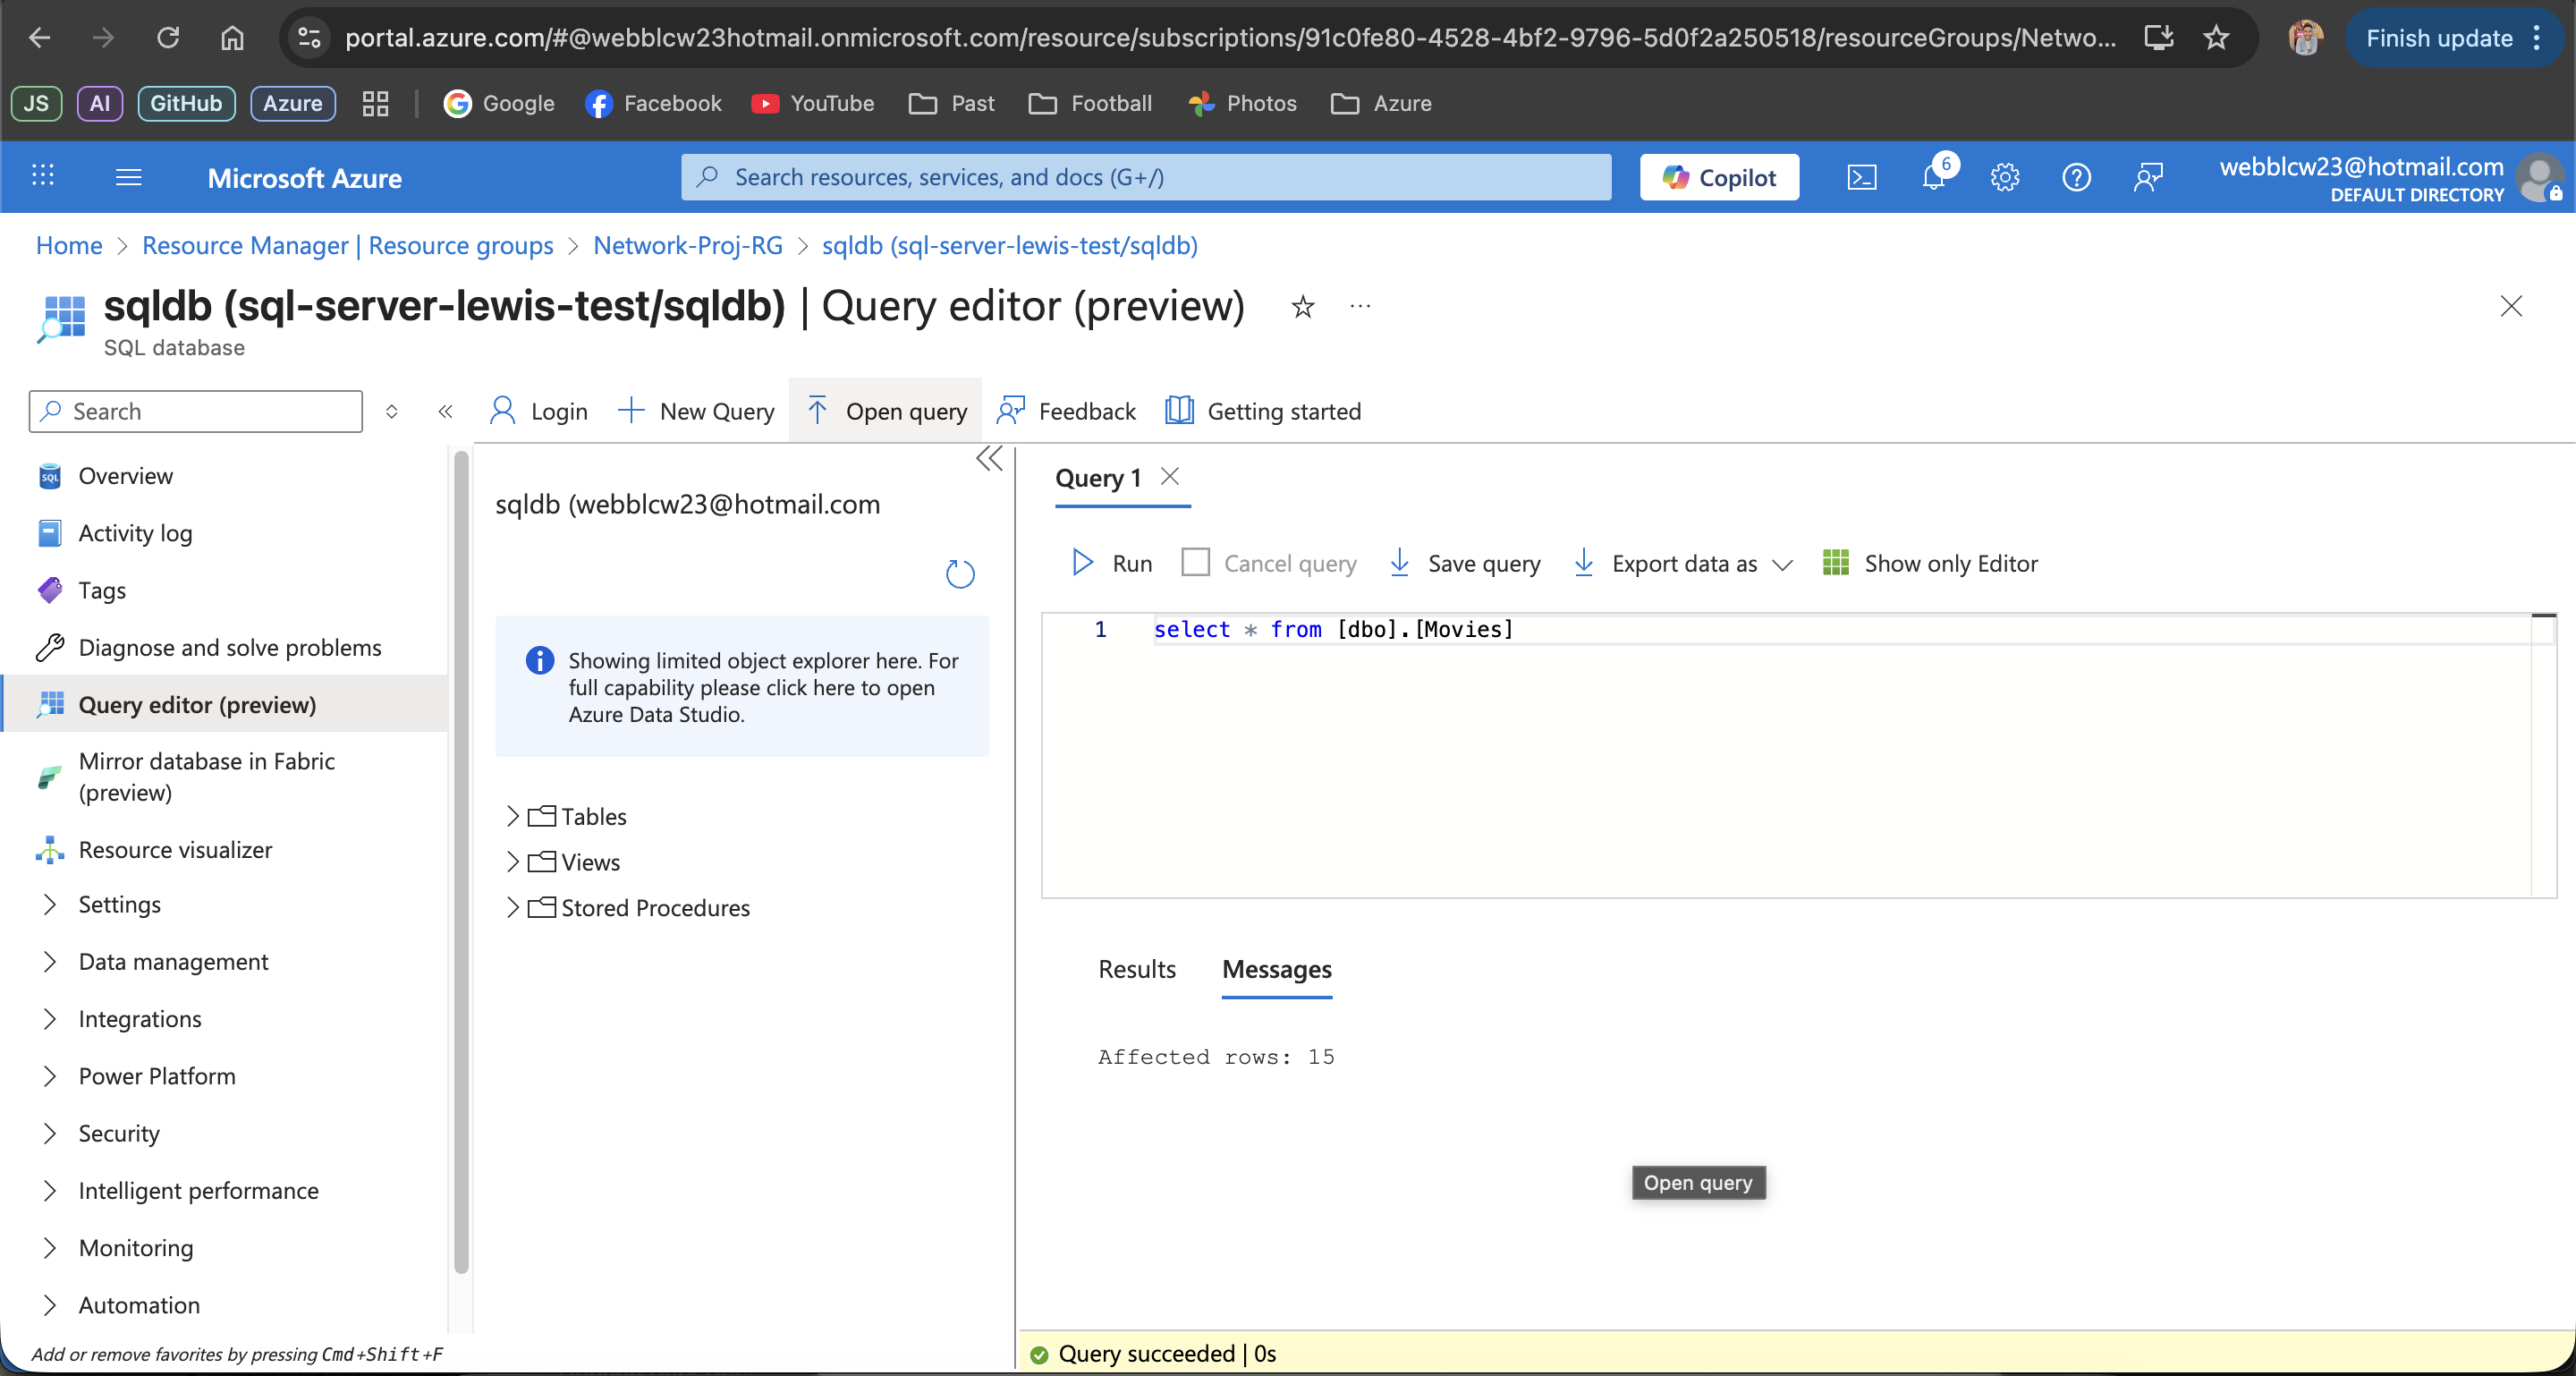 portal.azure.com/#@webblcw23hotmail.onmicrosoft.com/resource/subscriptions/91c0fe80-4528-4bf2-9796-5d0f2a250518/resourceGroups/Netwo...
Finish update
JS AI GitHub Azure Google Facebook YouTube Past Football Photos Azure
Microsoft Azure
Search resources, services, and docs (G+/)
Copilot
6
webblcw23@hotmail.com
DEFAULT DIRECTORY
Home > Resource Manager | Resource groups > Network-Proj-RG > sqldb (sql-server-lewis-test/sqldb)
sqldb (sql-server-lewis-test/sqldb) | Query editor (preview)
SQL database
Search
Login
New Query
Open query
Feedback
Getting started
SQL
Overview
Activity log
Tags
Diagnose and solve problems
Query editor (preview)
Mirror database in Fabric
(preview)
Resource visualizer
Settings
Data management
Integrations
Power Platform
Security
Intelligent performance
Monitoring
Automation
Add or remove favorites by pressing Cmd+Shift+F
sqldb (webblcw23@hotmail.com
Showing limited object explorer here. For
full capability please click here to open
Azure Data Studio.
Tables
Views
Stored Procedures
Query 1
Run
Cancel query
Save query
Export data as
Show only Editor
1 select * from [dbo].[Movies]
Results
Messages
Affected rows: 15
Open query
Query succeeded | 0s